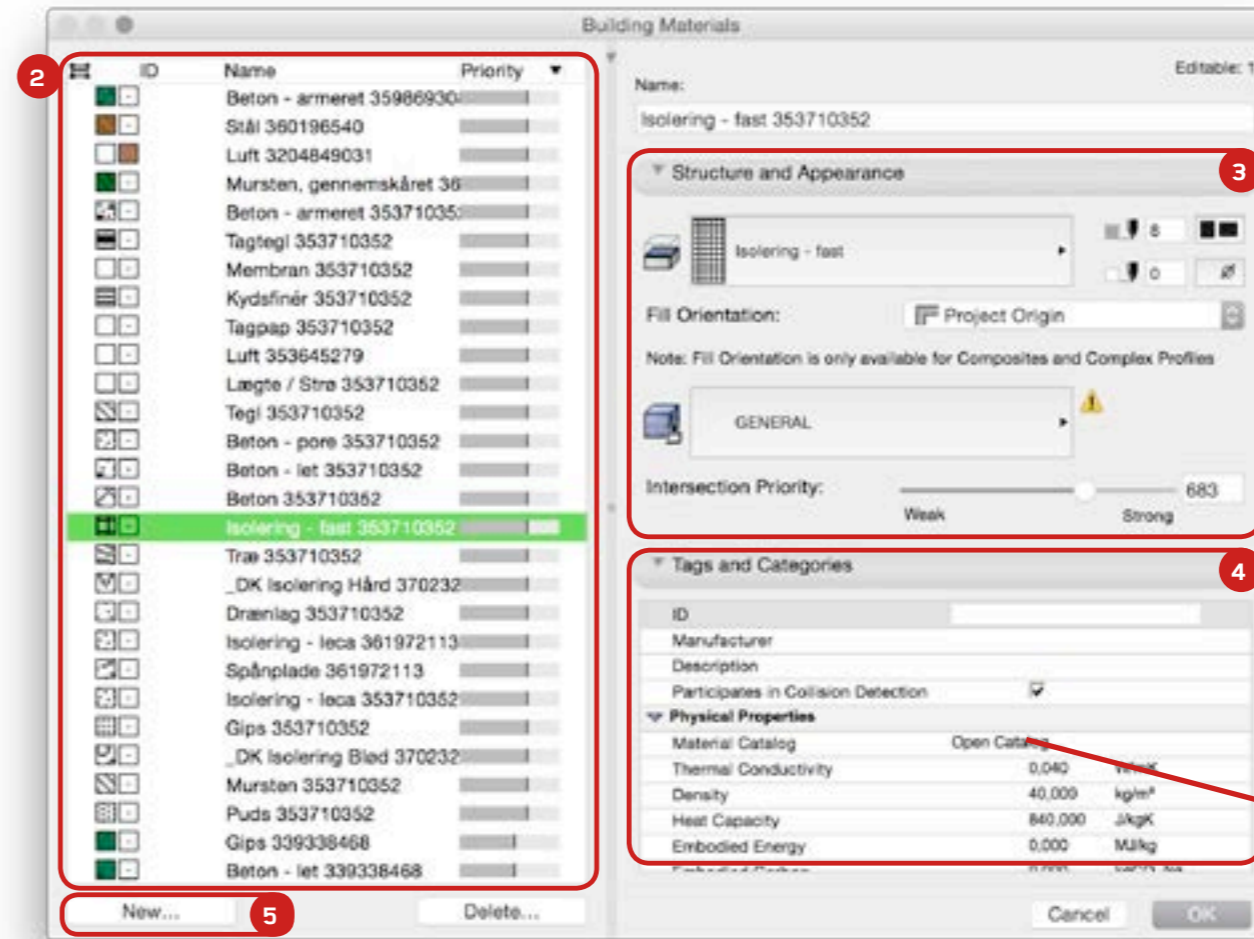 Building Materials
2
ID Name Priority
Beton - armeret 35986930
Stål 360196540
Luft 3204849031
Mursten, gennemskåret 36
Beton - armeret 35371035
Tagtegl 353710352
Membran 353710352
Kydsfinér 353710352
Tagpap 353710352
Luft 353645279
Lægte / Strø 353710352
Tegl 353710352
Beton - pore 353710352
Beton - let 353710352
Beton 353710352
Isolering - fast 353710352
Træ 353710352
_DK Isolering Hård 370232
Drænlag 353710352
Isolering - leca 361972113
Spånplade 361972113
Isolering - leca 353710352
Gips 353710352
_DK Isolering Blød 370232
Mursten 353710352
Puds 353710352
Gips 339338468
Beton - let 339338468
New...
5
Delete...
Editable: 1
Name:
Isolering - fast 353710352
Structure and Appearance
3
Isolering - fast
8
0
Fill Orientation: Project Origin
Note: Fill Orientation is only available for Composites and Complex Profiles
GENERAL
Intersection Priority: 683
Weak Strong
Tags and Categories
4
ID
Manufacturer
Description
Participates in Collision Detection
Physical Properties
Material Catalog Open Catalog
Thermal Conductivity 0,040 W/mK
Density 40,000 kg/m³
Heat Capacity 840,000 J/kgK
Embodied Energy 0,000 MJ/kg
Cancel OK